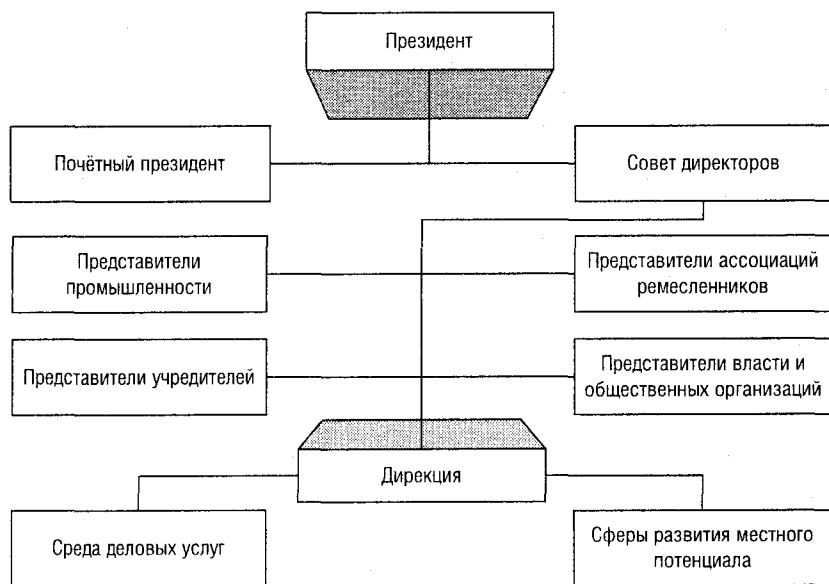 Президент
Почётный президент
Совет директоров
Представители
промышленности
Представители ассоциаций
ремесленников
Представители учредителей
Представители власти и
общественных организаций
Дирекция
Среда деловых услуг
Сферы развития местного
потенциала